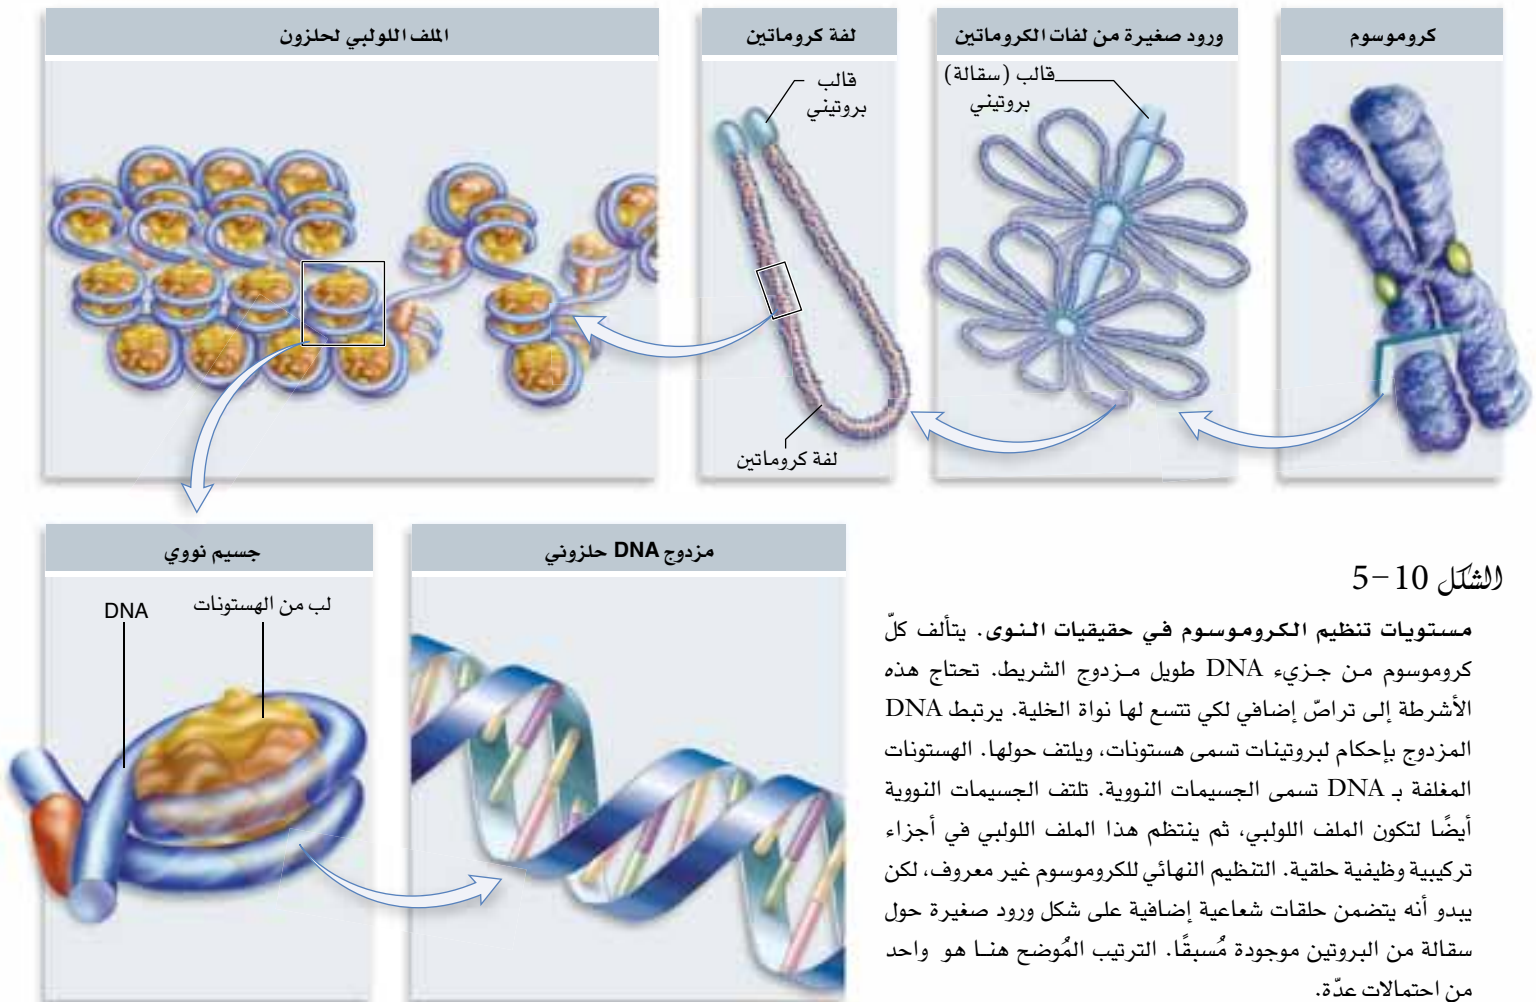 كروموسوم
ورود صغيرة من لفات الكروماتين
قالب (سقالة)
بروتيني
لفة كروماتين
قالب
بروتيني
لفة كروماتين
الملف اللولبي لحلزون
جسيم نووي
لب من الهستونات
DNA
مزدوج DNA حلزوني
الشكل 10-5
مستويات تنظيم الكروموسوم في حقيقيات النوى. يتألف كلّ
كروموسوم من جزيء DNA طويل مزدوج الشريط. تحتاج هذه
الأشرطة إلى تراصّ إضافي لكي تتسع لها نواة الخلية. يرتبط DNA
المزدوج بإحكام لبروتينات تسمى هستونات، ويلتف حولها. الهستونات
المغلفة بـ DNA تسمى الجسيمات النووية. تلتف الجسيمات النووية
أيضًا لتكون الملف اللولبي، ثم ينتظم هذا الملف اللولبي في أجزاء
تركيبية وظيفية حلقية. التنظيم النهائي للكروموسوم غير معروف، لكن
يبدو أنه يتضمن حلقات شعاعية إضافية على شكل ورود صغيرة حول
سقالة من البروتين موجودة مُسبقًا. الترتيب المُوضح هنا هو واحد
من احتمالات عدّة.